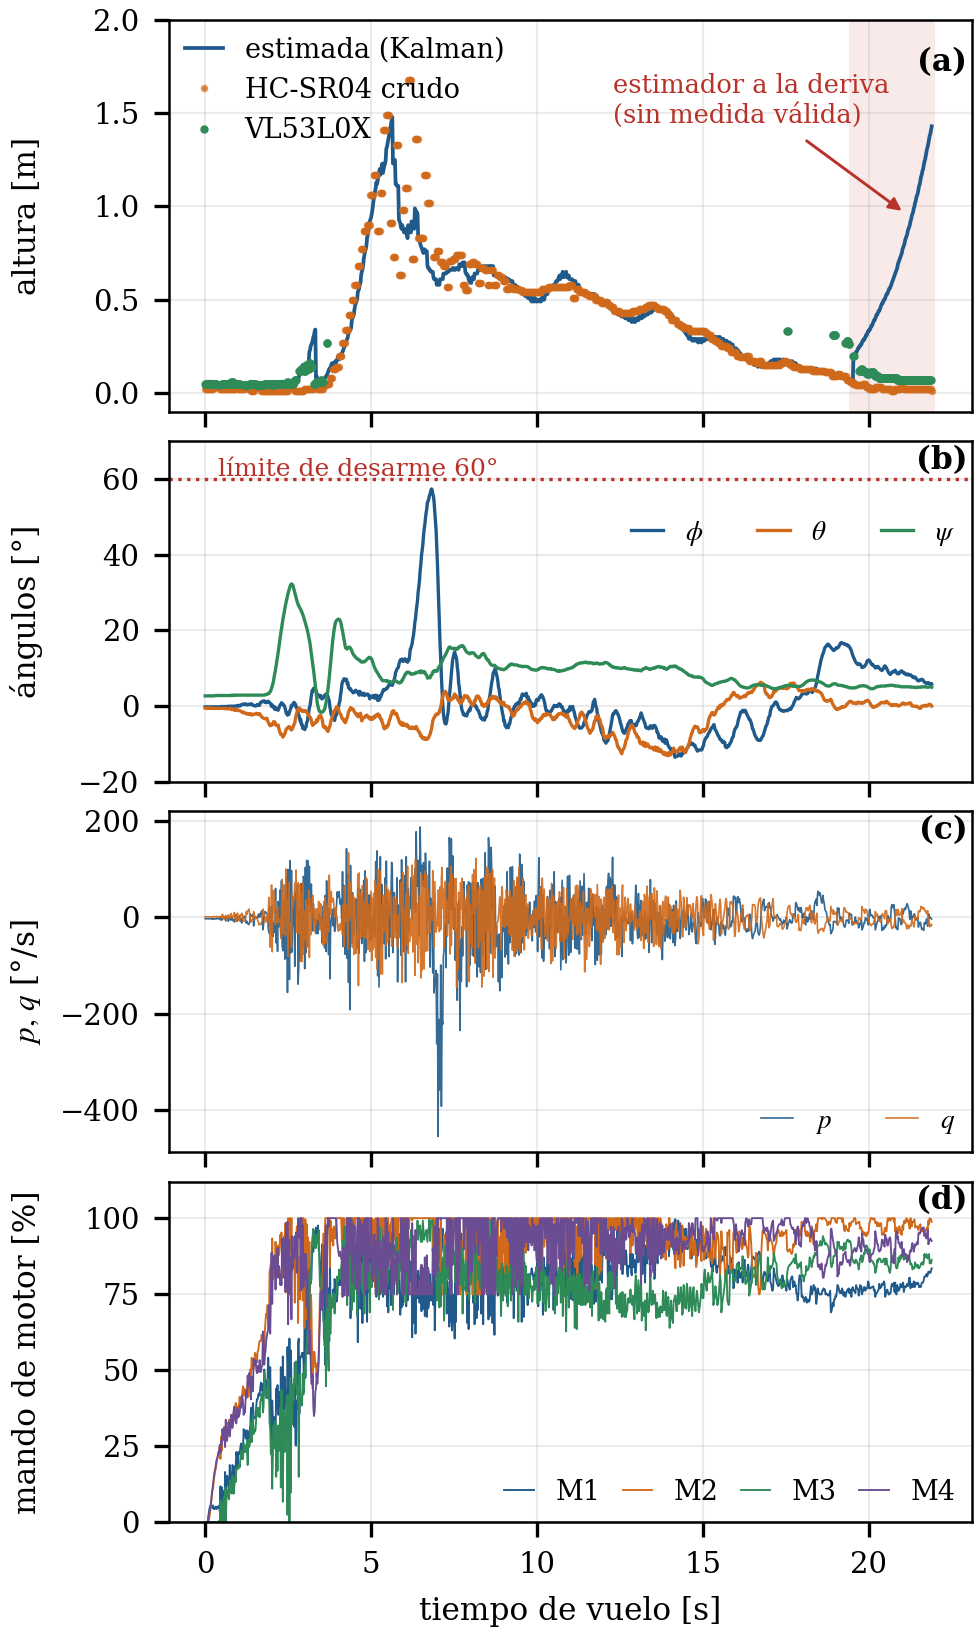 2.0
1.5
1.0
0.5
0.0
altura [m]
estimada (Kalman)
HC-SR04 crudo
VL53L0X
estimador a la deriva
(sin medida válida)
(a)
60
40
20
0
−20
ángulos [°]
límite de desarme 60°
(b)
ϕ θ ψ
200
0
−200
−400
p, q [°/s]
(c)
p q
100
75
50
25
0
mando de motor [%]
(d)
M1 M2 M3 M4
0 5 10 15 20
tiempo de vuelo [s]